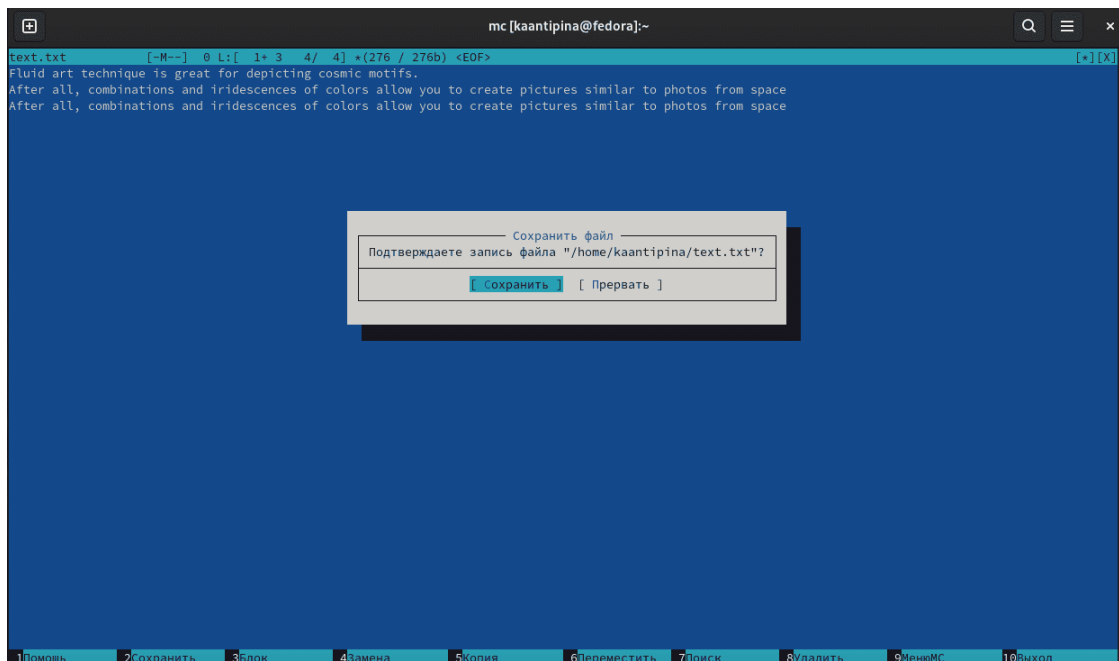 mc [kaantipina@fedora]:~
text.txt [-M--] 0 L:[ 1+ 3 4/ 4] *(276 / 276b) <EOF> [*][X]
Fluid art technique is great for depicting cosmic motifs.
After all, combinations and iridescences of colors allow you to create pictures similar to photos from space
After all, combinations and iridescences of colors allow you to create pictures similar to photos from space
Сохранить файл
Подтверждаете запись файла "/home/kaantipina/text.txt"?
[ Сохранить ] [ Прервать ]
1Помощь 2Сохранить 3Блок 4Замена 5Копия 6Переместить 7Поиск 8Удалить 9МенюMC 10Выход